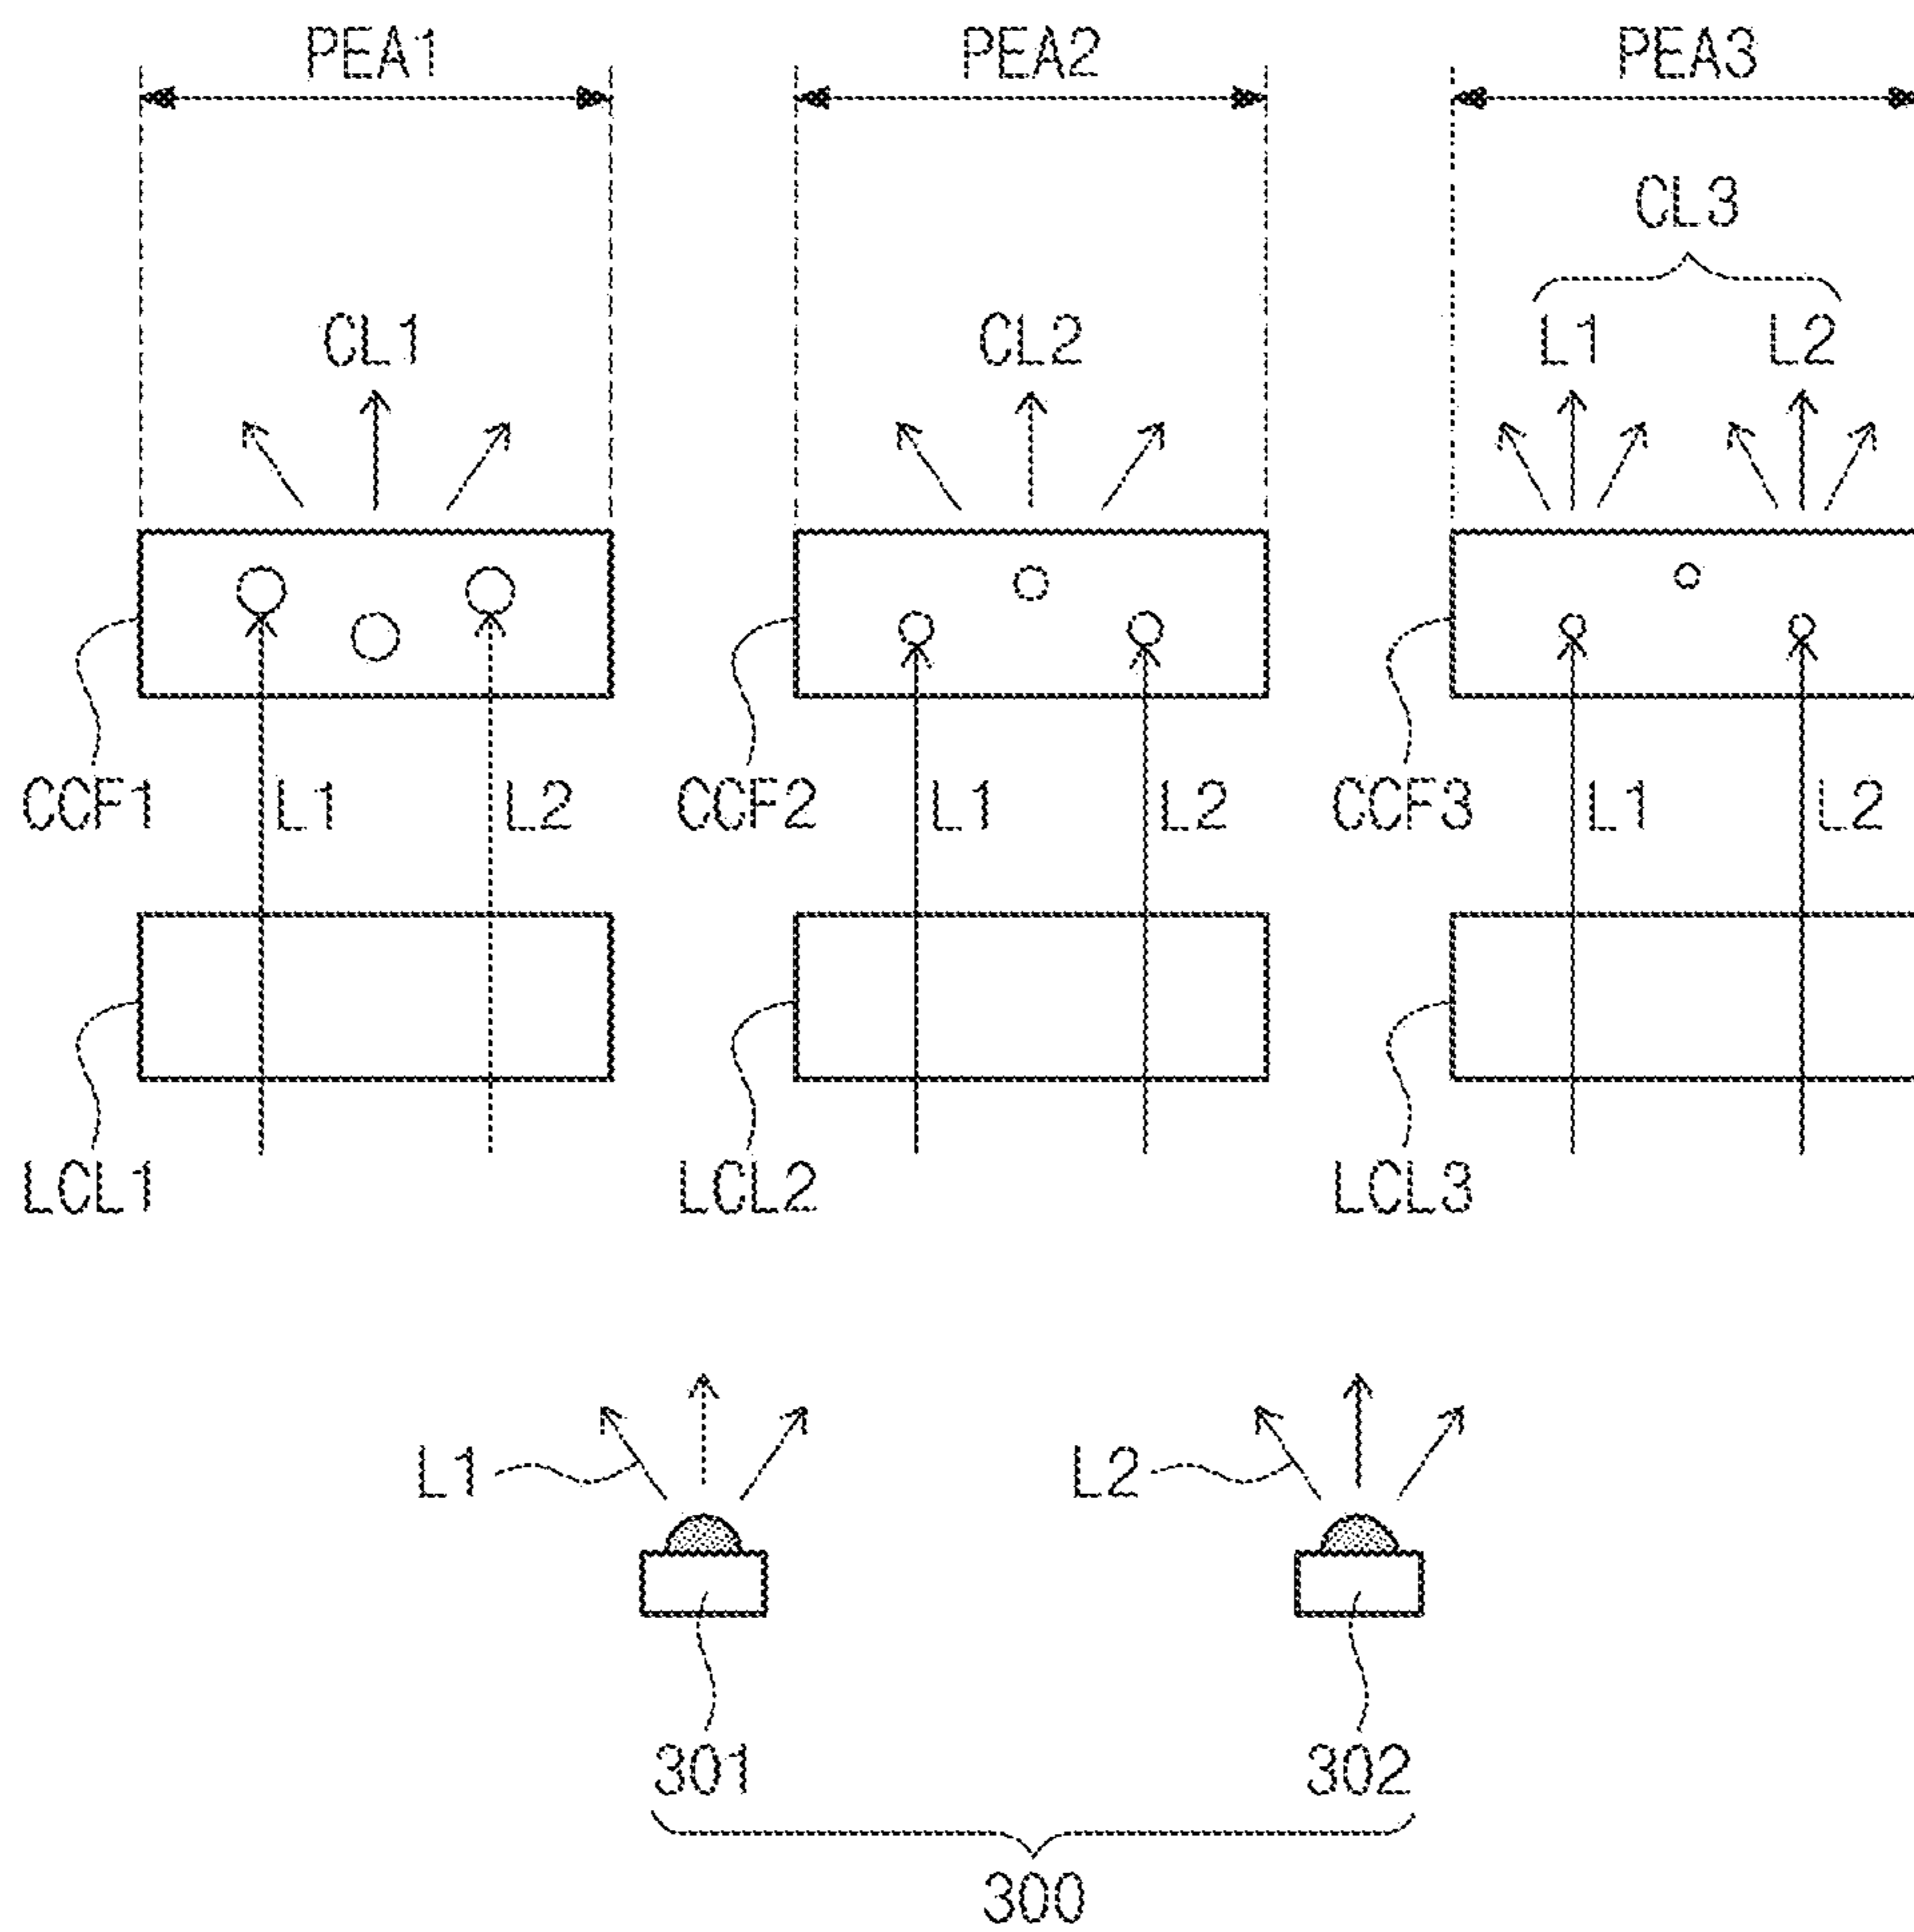 PEA1 PEA2 PEA3
CL3
CL1 CL2 L1 L2
CCF1 L1 L2 CCF2 L1 L2 CCF3 L1 L2
LCL1 LCL2 LCL3
L1 L2
301 302
300